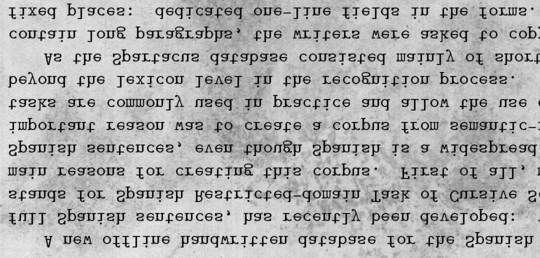 A new offline handwritten database for the Spanish
full Spanish sentences, has recently been developed:
stands for Spanish Restricted-domain Task of Cursive
main reasons for creating this corpus. First of all,
Spanish sentences, even though Spanish is a widespread
important reason was to create a corpus from semantic-
tasks are commonly used in practice and allow the use
beyond the lexicon level in the recognition process.
As the Spartacus database consisted mainly of short
contain long paragraphs, the writers were asked to copy
fixed places: dedicated one-line fields in the forms.